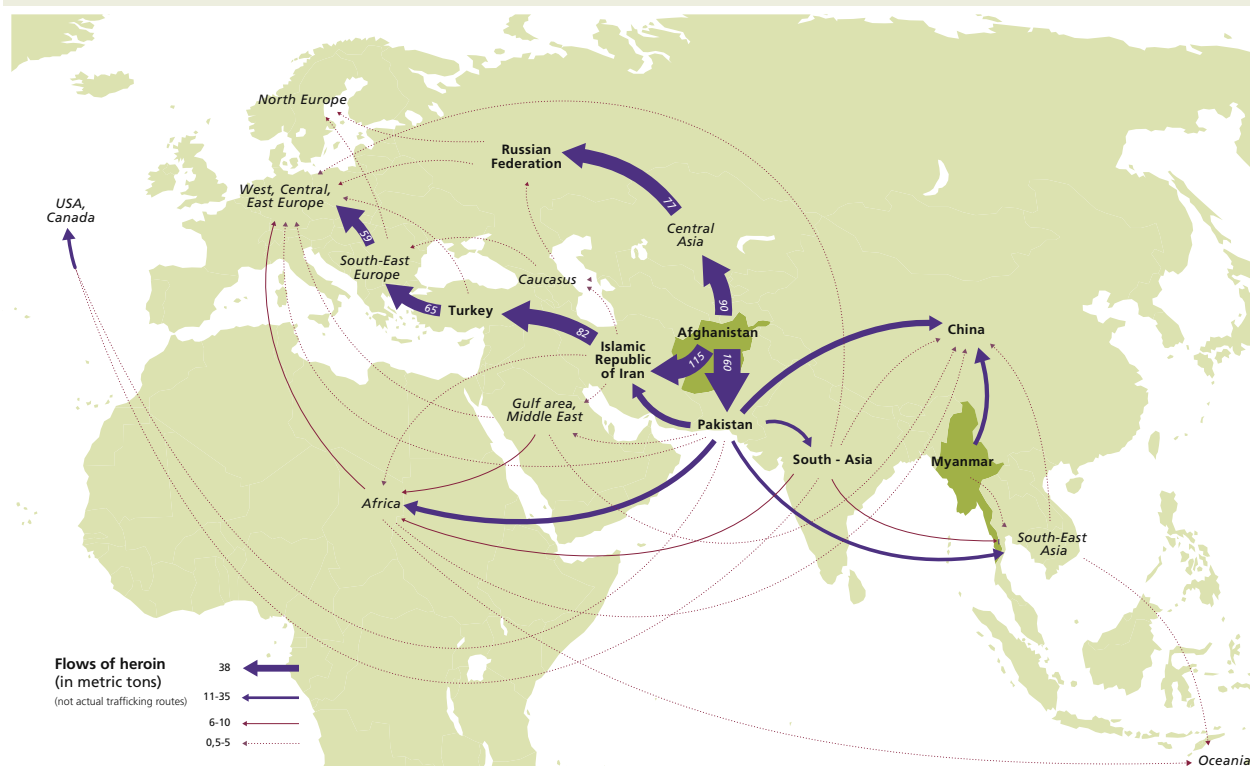 North Europe
Russian
Federation
West, Central,
East Europe
USA,
Canada
77
Central
Asia
59
South-East
Europe
Caucasus
90
65
Turkey
82
Afghanistan
China
Islamic
Republic
of Iran
115
160
Gulf area,
Middle East
Pakistan
South - Asia
Myanmar
Africa
South-East
Asia
Flows of heroin
(in metric tons)
(not actual trafficking routes)
38
11-35
6-10
0,5-5
Oceania